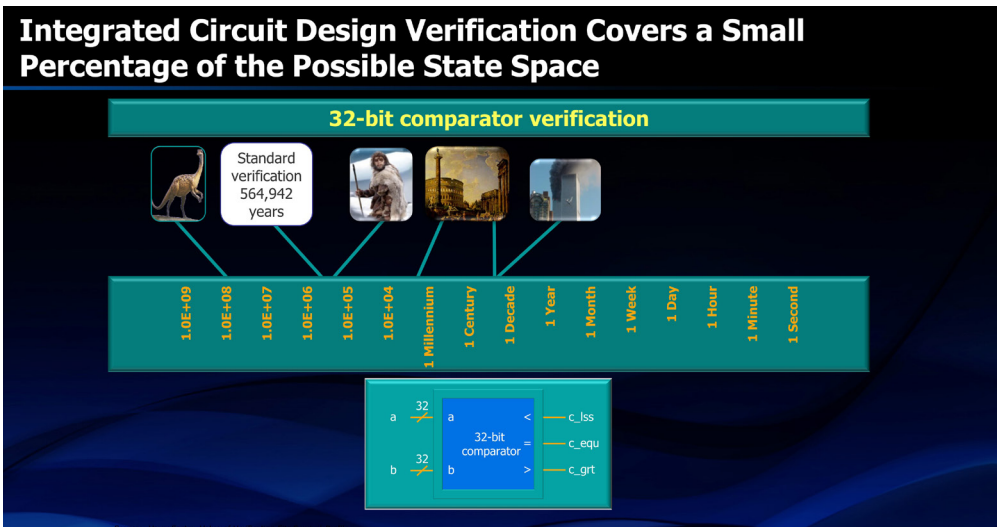 Integrated Circuit Design Verification Covers a Small
Percentage of the Possible State Space
32-bit comparator verification
Standard
verification
564,942
years
1.0E+09
1.0E+08
1.0E+07
1.0E+06
1.0E+05
1.0E+04
1 Millennium
1 Century
1 Decade
1 Year
1 Month
1 Week
1 Day
1 Hour
1 Minute
1 Second
a
32
a
<
c_lss
32-bit
comparator
=
c_equ
b
32
b
>
c_grt